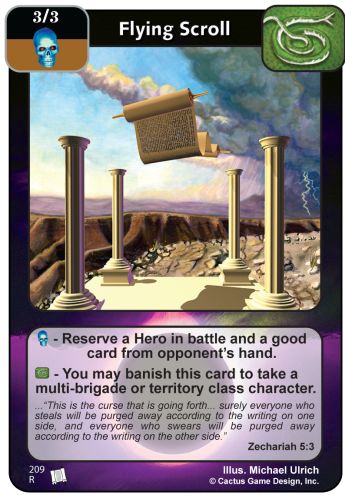 3/3
Flying Scroll
- Reserve a Hero in battle and a good
card from opponent's hand.
- You may banish this card to take a
multi-brigade or territory class character.
..."This is the curse that is going forth... surely everyone who
steals will be purged away according to the writing on one
side, and everyone who swears will be purged away
according to the writing on the other side."
Zechariah 5:3
209
R
Illus. Michael Ulrich
© Cactus Game Design, Inc.